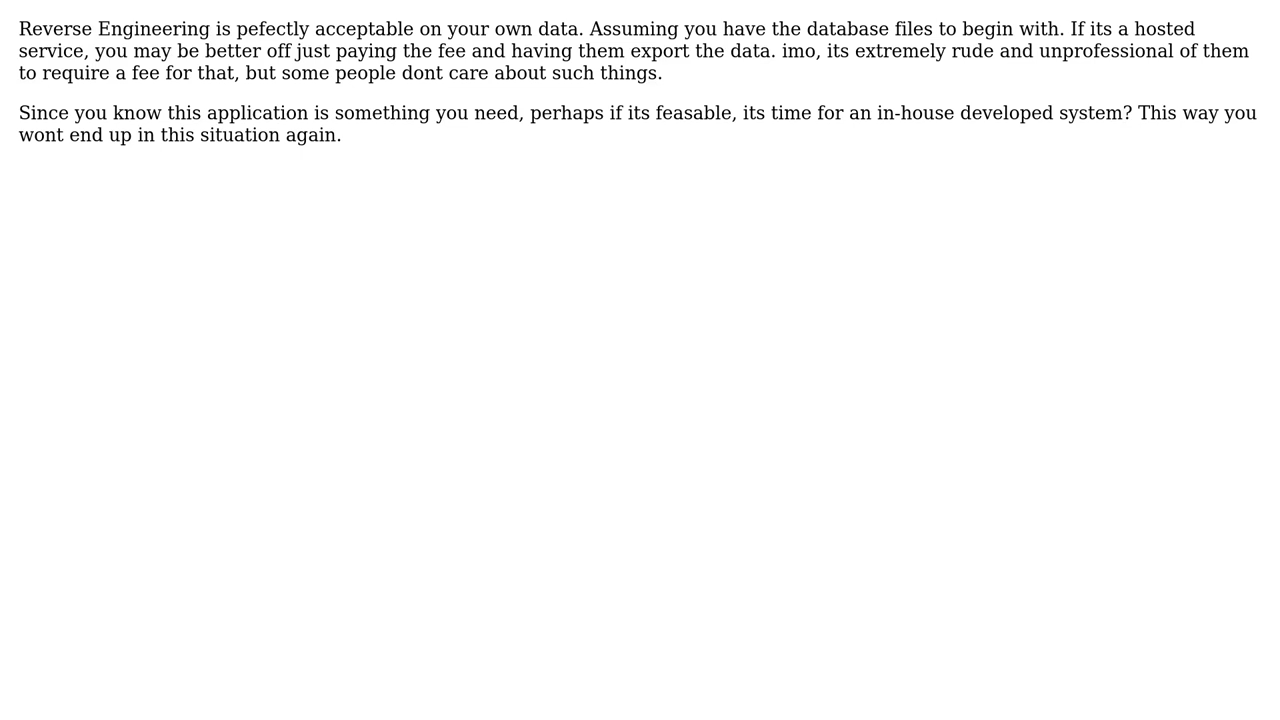 Reverse Engineering is pefectly acceptable on your own data. Assuming you have the database files to begin with. If its a hosted
service, you may be better off just paying the fee and having them export the data. imo, its extremely rude and unprofessional of them
to require a fee for that, but some people dont care about such things.
Since you know this application is something you need, perhaps if its feasable, its time for an in-house developed system? This way you
wont end up in this situation again.